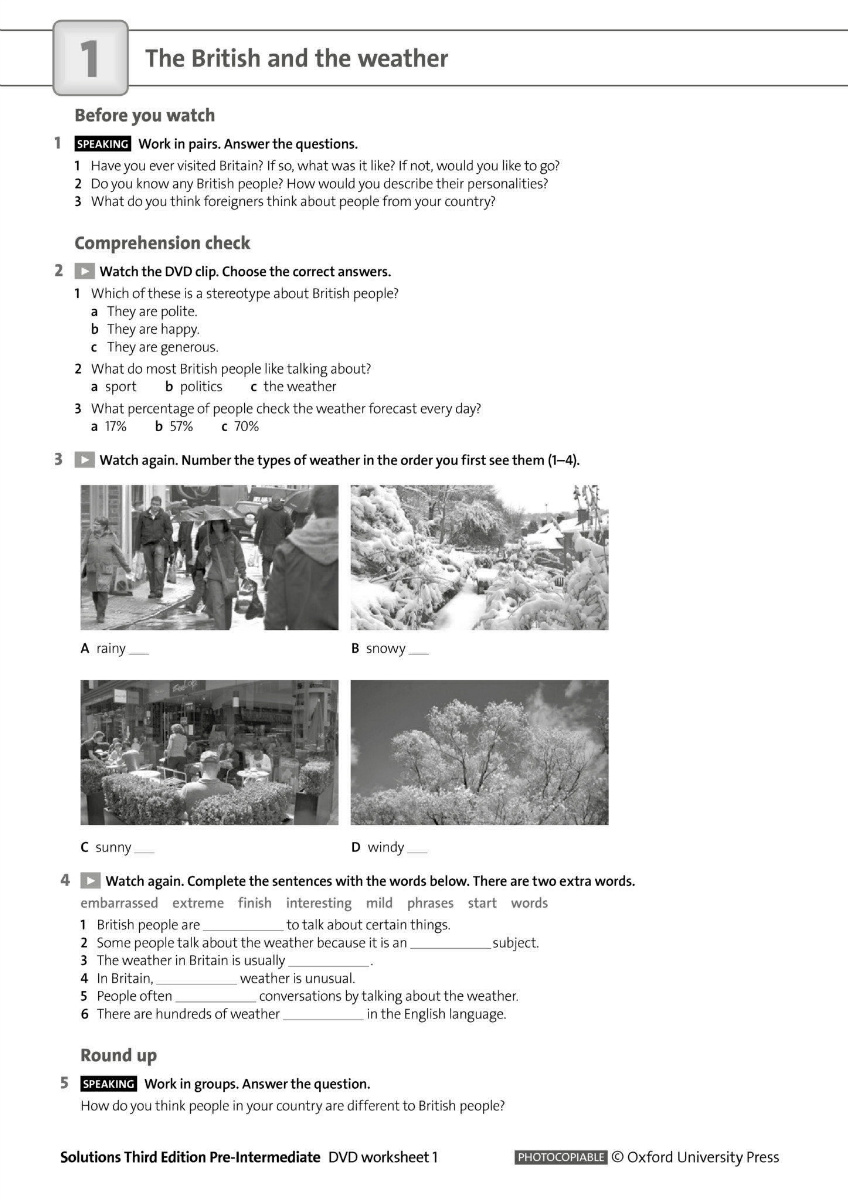 1
The British and the weather
Before you watch
1 SPEAKING Work in pairs. Answer the questions.
1 Have you ever visited Britain? If so, what was it like? If not, would you like to go?
2 Do you know any British people? How would you describe their personalities?
3 What do you think foreigners think about people from your country?
Comprehension check
2 Watch the DVD clip. Choose the correct answers.
1 Which of these is a stereotype about British people?
a They are polite.
b They are happy.
c They are generous.
2 What do most British people like talking about?
a sport b politics c the weather
3 What percentage of people check the weather forecast every day?
a 17% b 57% c 70%
3 Watch again. Number the types of weather in the order you first see them (1–4).
A rainy ___
B snowy ___
C sunny ___
D windy ___
4 Watch again. Complete the sentences with the words below. There are two extra words.
embarrassed extreme finish interesting mild phrases start words
1 British people are ____________ to talk about certain things.
2 Some people talk about the weather because it is an ____________ subject.
3 The weather in Britain is usually ____________ .
4 In Britain, ____________ weather is unusual.
5 People often ____________ conversations by talking about the weather.
6 There are hundreds of weather ____________ in the English language.
Round up
5 SPEAKING Work in groups. Answer the question.
How do you think people in your country are different to British people?
Solutions Third Edition Pre-Intermediate DVD worksheet 1
PHOTOCOPIABLE © Oxford University Press